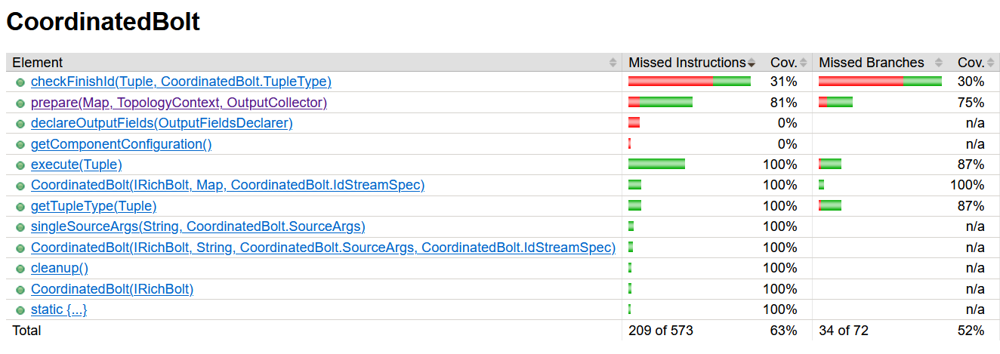 CoordinatedBolt
Element Missed Instructions Cov. Missed Branches Cov.
checkFinishId(Tuple, CoordinatedBolt.TupleType) 31% 30%
prepare(Map, TopologyContext, OutputCollector) 81% 75%
declareOutputFields(OutputFieldsDeclarer) 0% n/a
getComponentConfiguration() 0% n/a
execute(Tuple) 100% 87%
CoordinatedBolt(IRichBolt, Map, CoordinatedBolt.IdStreamSpec) 100% 100%
getTupleType(Tuple) 100% 87%
singleSourceArgs(String, CoordinatedBolt.SourceArgs) 100% n/a
CoordinatedBolt(IRichBolt, String, CoordinatedBolt.SourceArgs, CoordinatedBolt.IdStreamSpec) 100% n/a
cleanup() 100% n/a
CoordinatedBolt(IRichBolt) 100% n/a
static {...} 100% n/a
Total 209 of 573 63% 34 of 72 52%